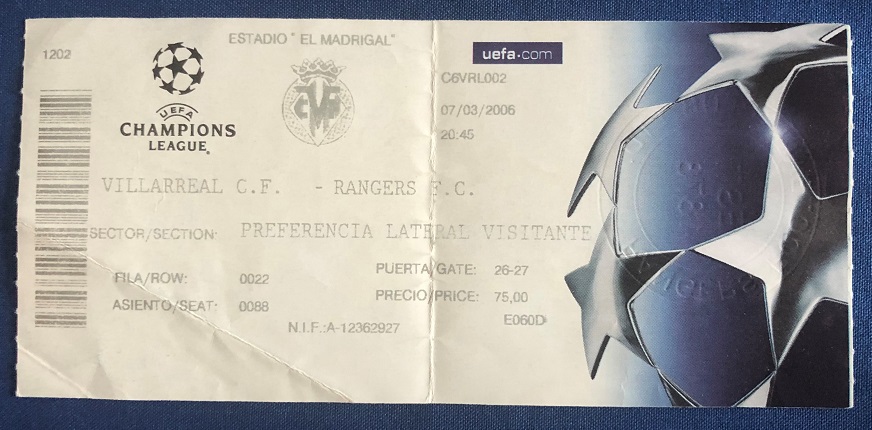 ESTADIO " EL MADRIGAL"
1202
uefa.com
CVF
C6VRL002
07/03/2006
20:45
UEFA
CHAMPIONS
LEAGUE®
VILLARREAL C.F. - RANGERS F.C.
SECTOR/SECTION: PREFERENCIA LATERAL VISITANTE
FILA/ROW: 0022
PUERTA/GATE: 26-27
ASIENTO/SEAT: 0088
PRECIO/PRICE: 75,00
N.I.F.:A-12362927
E060D